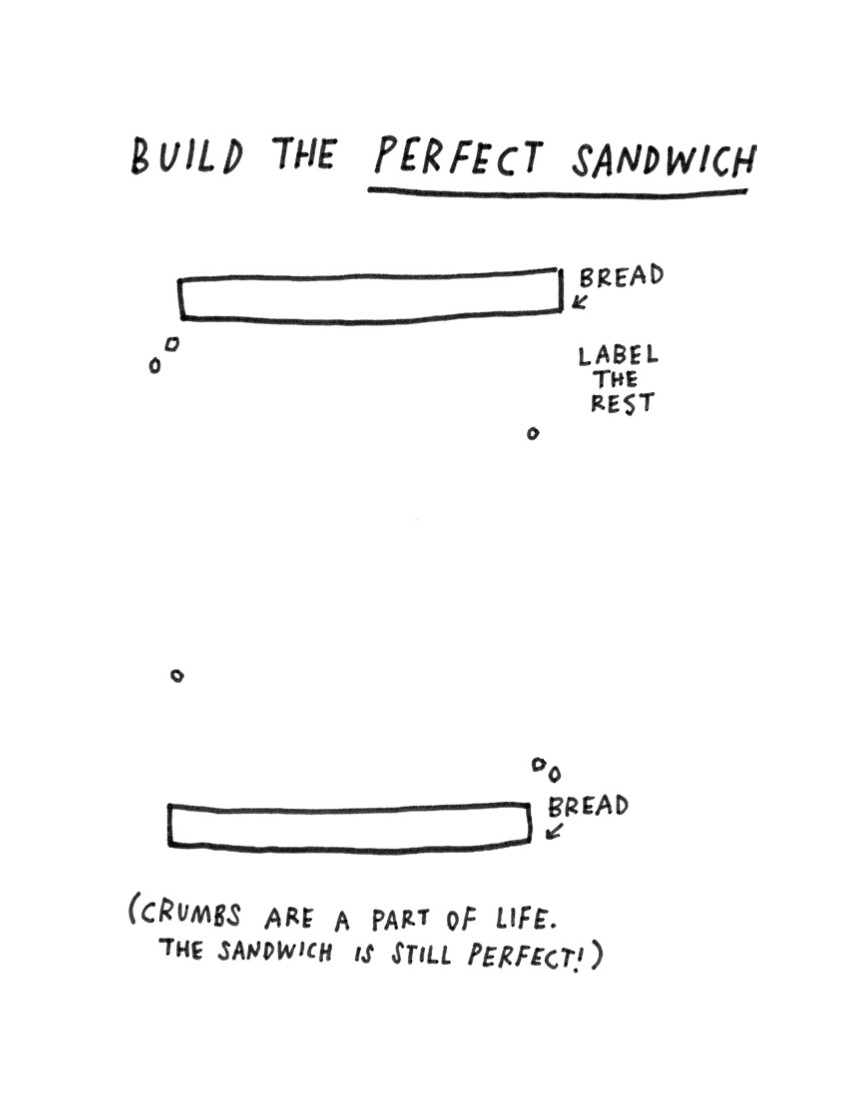 BUILD THE PERFECT SANDWICH
BREAD
LABEL
THE
REST
BREAD
(CRUMBS ARE A PART OF LIFE.
THE SANDWICH IS STILL PERFECT!)